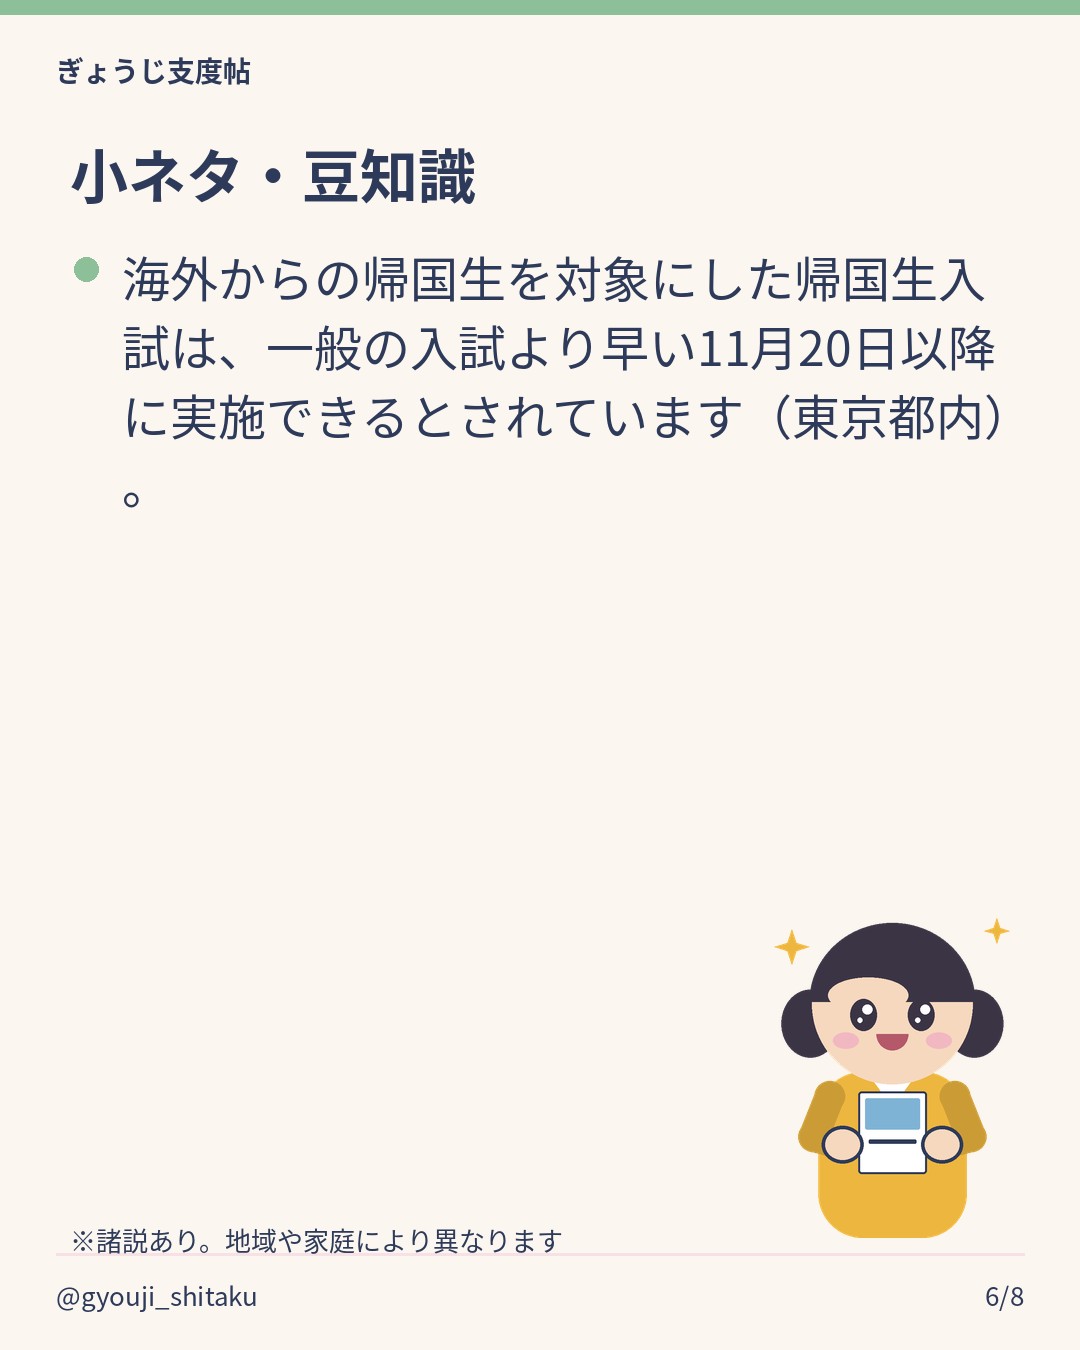 ぎょうじ支度帖
小ネタ・豆知識
海外からの帰国生を対象にした帰国生入
試は、一般の入試より早い11月20日以降
に実施できるとされています（東京都内）
。
※諸説あり。地域や家庭により異なります
@gyouji_shitaku
6/8